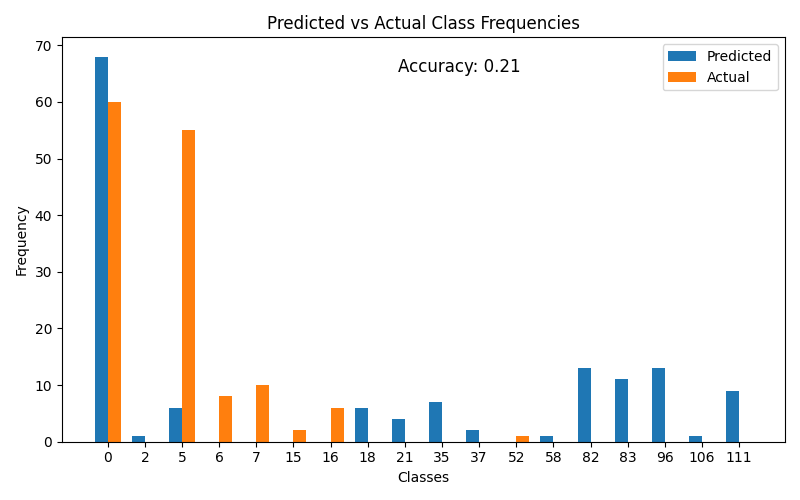 Predicted vs Actual Class Frequencies
Accuracy: 0.21
Predicted
Actual
70
60
50
40
30
20
10
0
Frequency
0 2 5 6 7 15 16 18 21 35 37 52 58 82 83 96 106 111
Classes